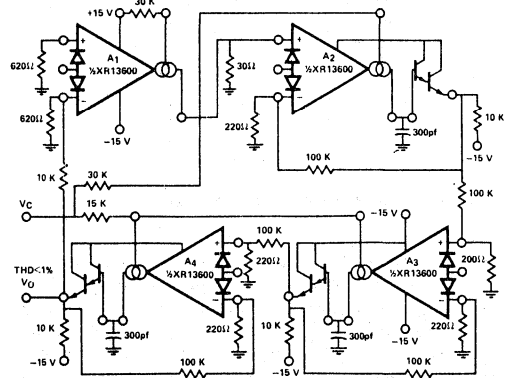 30 K
+15 V
A1
½XR13600
620Ω
620Ω
−15 V
A2
½XR13600
30Ω
220Ω
300pf
10 K
−15 V
10 K
30 K
100 K
100 K
VC
15 K
−15 V
100 K
A4
½XR13600
220Ω
A3
½XR13600
200Ω
THD<1%
VO
10 K
300pf
220Ω
10 K
300pf
220Ω
−15 V
−15 V
−15 V
100 K
100 K